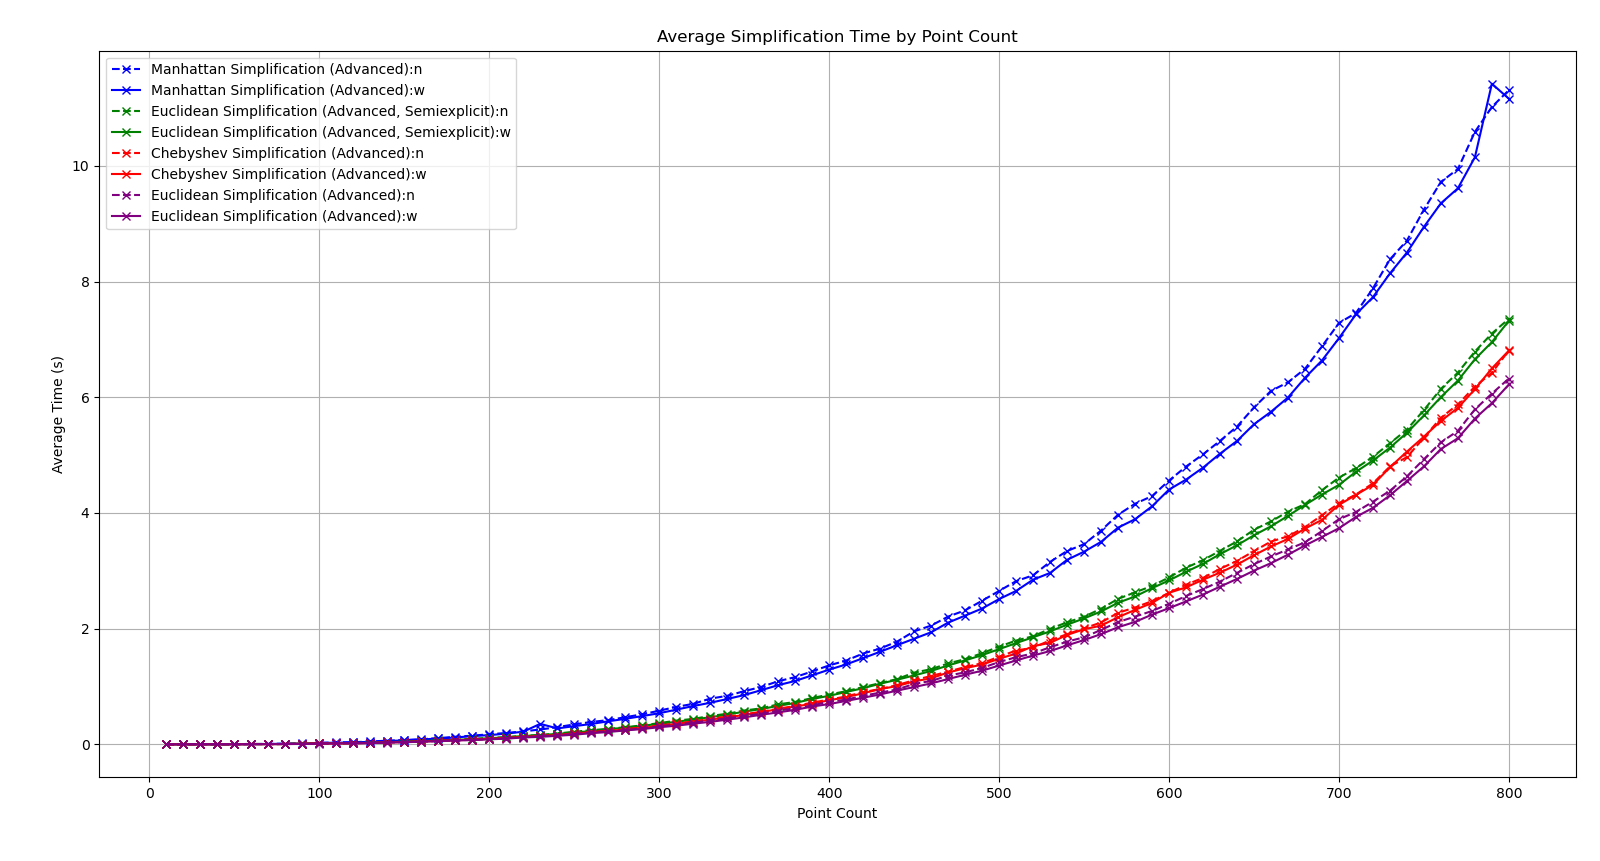 Average Simplification Time by Point Count
Manhattan Simplification (Advanced):n
Manhattan Simplification (Advanced):w
Euclidean Simplification (Advanced, Semiexplicit):n
Euclidean Simplification (Advanced, Semiexplicit):w
Chebyshev Simplification (Advanced):n
Chebyshev Simplification (Advanced):w
Euclidean Simplification (Advanced):n
Euclidean Simplification (Advanced):w
10
8
6
4
2
0
Average Time (s)
0 100 200 300 400 500 600 700 800
Point Count